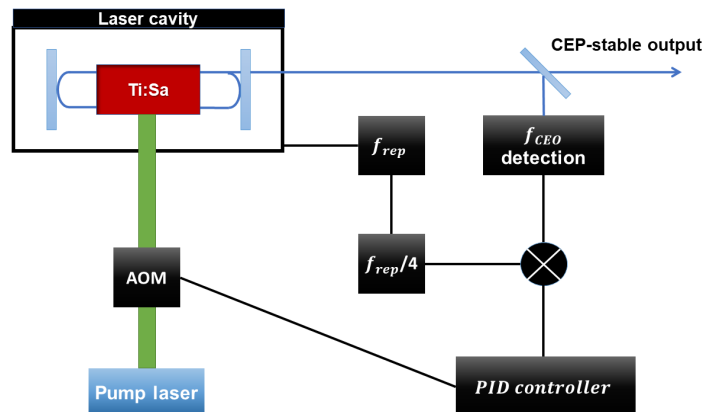 Laser cavity
CEP-stable output
Ti:Sa
f_rep
f_CEO
detection
AOM
f_rep/4
Pump laser
PID controller